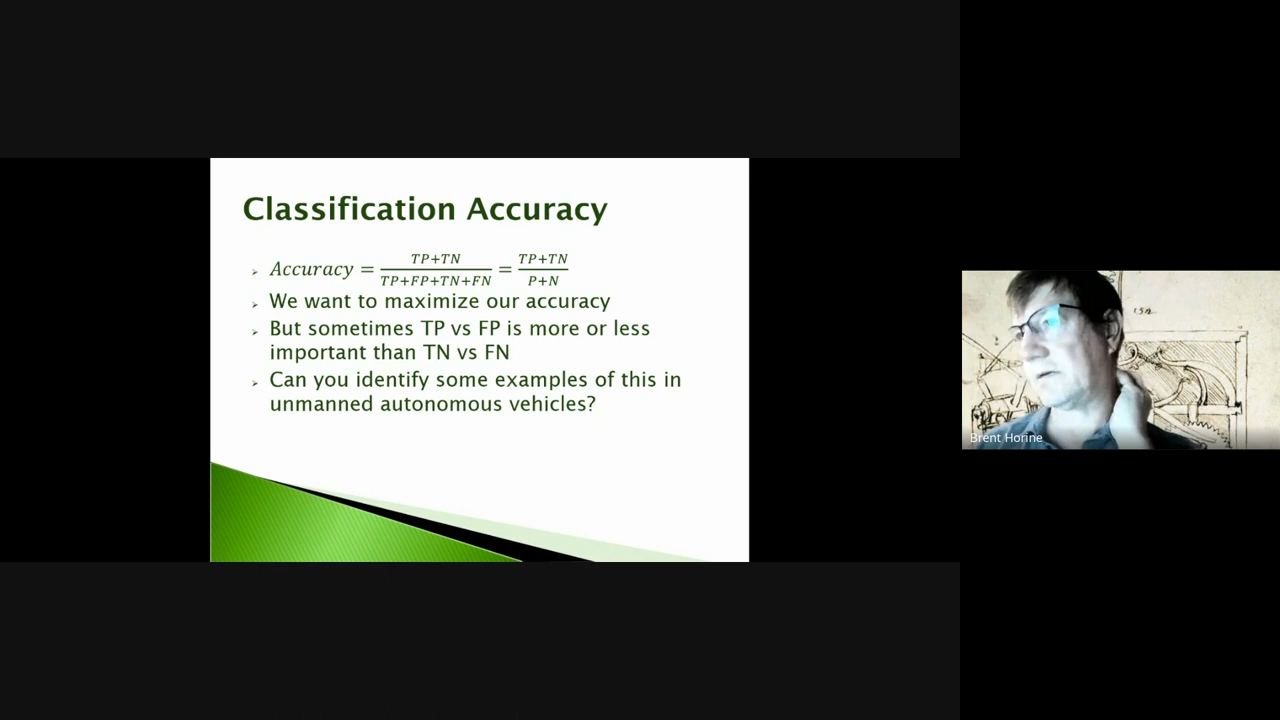 Classification Accuracy
➢ Accuracy = TP+TN / TP+FP+TN+FN = TP+TN / P+N
➢ We want to maximize our accuracy
➢ But sometimes TP vs FP is more or less
important than TN vs FN
➢ Can you identify some examples of this in
unmanned autonomous vehicles?
Brent Horine